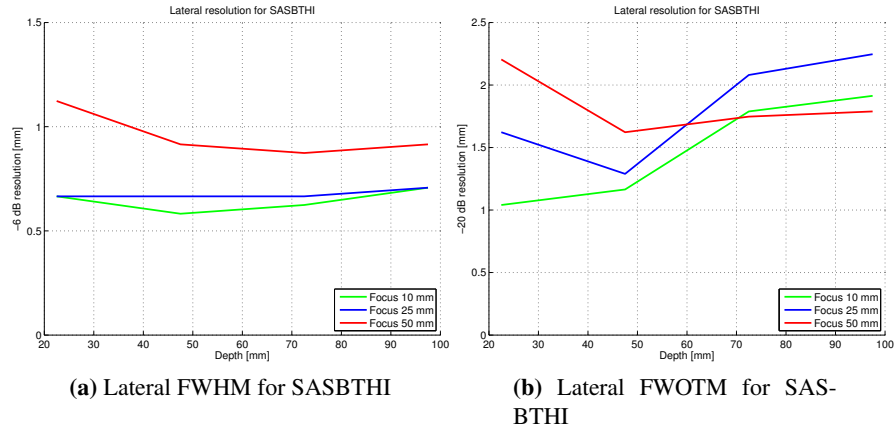 Lateral resolution for SASBTHI
1.5
1
0.5
0
−6 dB resolution [mm]
20 30 40 50 60 70 80 90 100
Depth [mm]
Focus 10 mm
Focus 25 mm
Focus 50 mm
(a) Lateral FWHM for SASBTHI
Lateral resolution for SASBTHI
2.5
2
1.5
1
0.5
0
−20 dB resolution [mm]
20 30 40 50 60 70 80 90 100
Depth [mm]
Focus 10 mm
Focus 25 mm
Focus 50 mm
(b) Lateral FWOTM for SAS-
BTHI